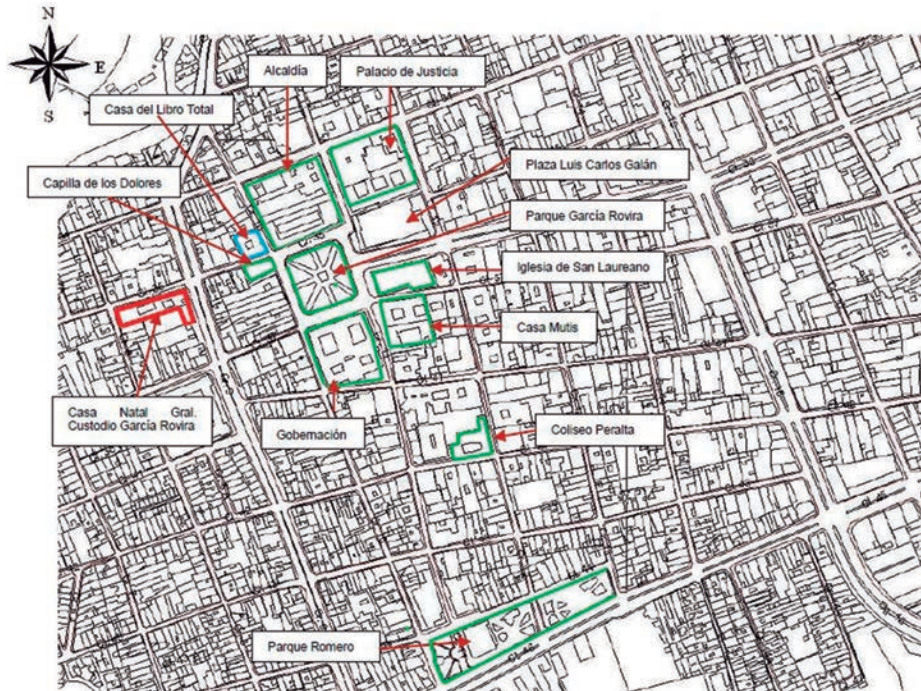 N
E
S
Alcaldía
Palacio de Justicia
Casa del Libro Total
Plaza Luis Carlos Galán
Capilla de los Dolores
Parque García Rovira
Iglesia de San Laureano
Casa Mutis
Casa Natal Gral.
Custodio García Rovira
Gobernación
Coliseo Peralta
Parque Romero